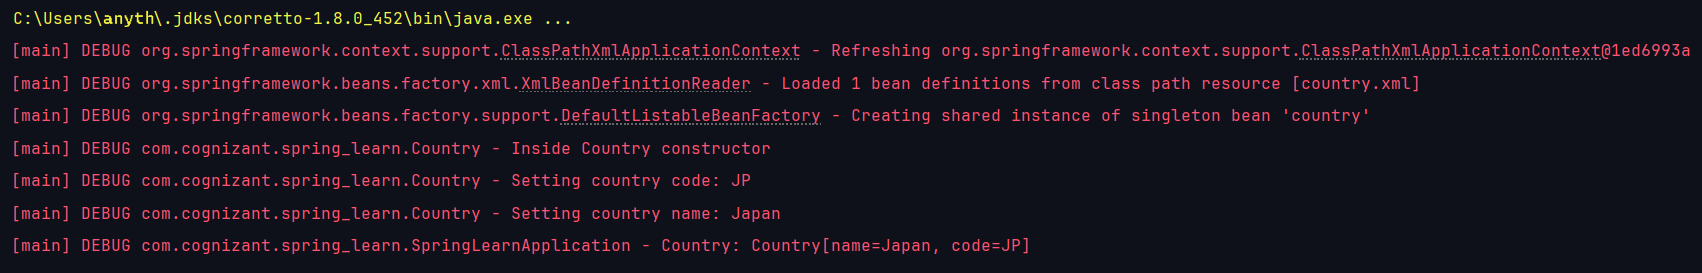 C:\Users\anyth\.jdks\corretto-1.8.0_452\bin\java.exe ...
[main] DEBUG org.springframework.context.support.ClassPathXmlApplicationContext - Refreshing org.springframework.context.support.ClassPathXmlApplicationContext@1ed6993a
[main] DEBUG org.springframework.beans.factory.xml.XmlBeanDefinitionReader - Loaded 1 bean definitions from class path resource [country.xml]
[main] DEBUG org.springframework.beans.factory.support.DefaultListableBeanFactory - Creating shared instance of singleton bean 'country'
[main] DEBUG com.cognizant.spring_learn.Country - Inside Country constructor
[main] DEBUG com.cognizant.spring_learn.Country - Setting country code: JP
[main] DEBUG com.cognizant.spring_learn.Country - Setting country name: Japan
[main] DEBUG com.cognizant.spring_learn.SpringLearnApplication - Country: Country[name=Japan, code=JP]